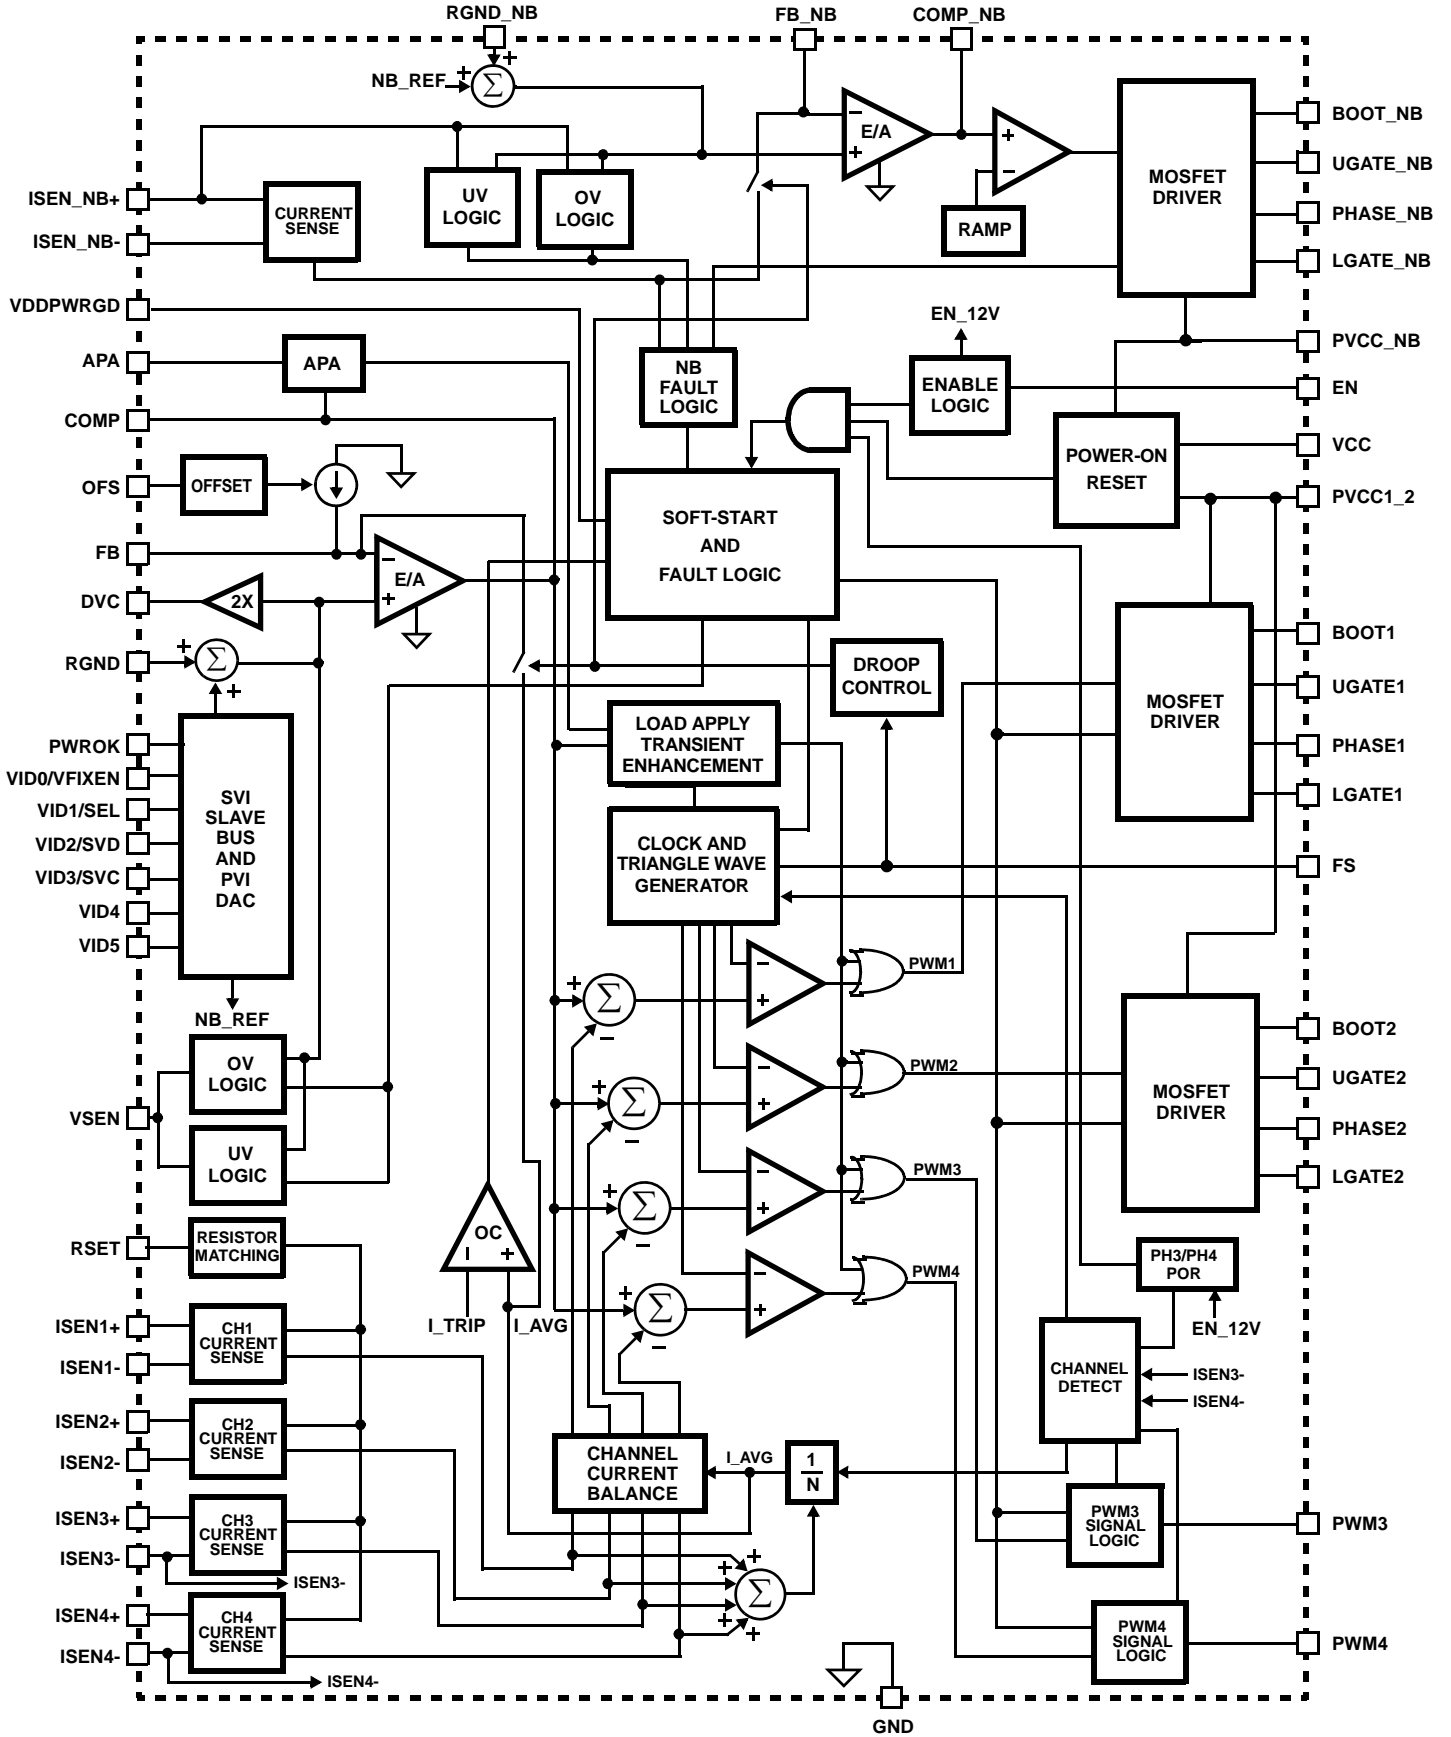 RGND_NB
FB_NB
COMP_NB
NB_REF
+
+
Σ
E/A
−
+
+
−
RAMP
MOSFET
DRIVER
BOOT_NB
UGATE_NB
PHASE_NB
LGATE_NB
ISEN_NB+
ISEN_NB-
CURRENT
SENSE
UV
LOGIC
OV
LOGIC
VDDPWRGD
APA
APA
COMP
NB
FAULT
LOGIC
EN_12V
ENABLE
LOGIC
PVCC_NB
EN
POWER-ON
RESET
VCC
PVCC1_2
OFS
OFFSET
FB
DVC
2X
E/A
−
+
SOFT-START
AND
FAULT LOGIC
RGND
+
Σ
+
DROOP
CONTROL
MOSFET
DRIVER
BOOT1
UGATE1
PHASE1
LGATE1
PWROK
VID0/VFIXEN
VID1/SEL
VID2/SVD
VID3/SVC
VID4
VID5
SVI
SLAVE
BUS
AND
PVI
DAC
NB_REF
LOAD APPLY
TRANSIENT
ENHANCEMENT
CLOCK AND
TRIANGLE WAVE
GENERATOR
FS
+
Σ
−
−
+
PWM1
+
Σ
−
−
+
PWM2
+
Σ
−
−
+
PWM3
+
Σ
−
−
+
PWM4
MOSFET
DRIVER
BOOT2
UGATE2
PHASE2
LGATE2
VSEN
OV
LOGIC
UV
LOGIC
RSET
RESISTOR
MATCHING
OC
−
+
I_TRIP
I_AVG
PH3/PH4
POR
EN_12V
CHANNEL
DETECT
ISEN3-
ISEN4-
ISEN1+
ISEN1-
CH1
CURRENT
SENSE
ISEN2+
ISEN2-
CH2
CURRENT
SENSE
ISEN3+
ISEN3-
CH3
CURRENT
SENSE
ISEN3-
ISEN4+
ISEN4-
CH4
CURRENT
SENSE
ISEN4-
CHANNEL
CURRENT
BALANCE
I_AVG
1
N
+
+
+
+
Σ
PWM3
SIGNAL
LOGIC
PWM3
PWM4
SIGNAL
LOGIC
PWM4
GND